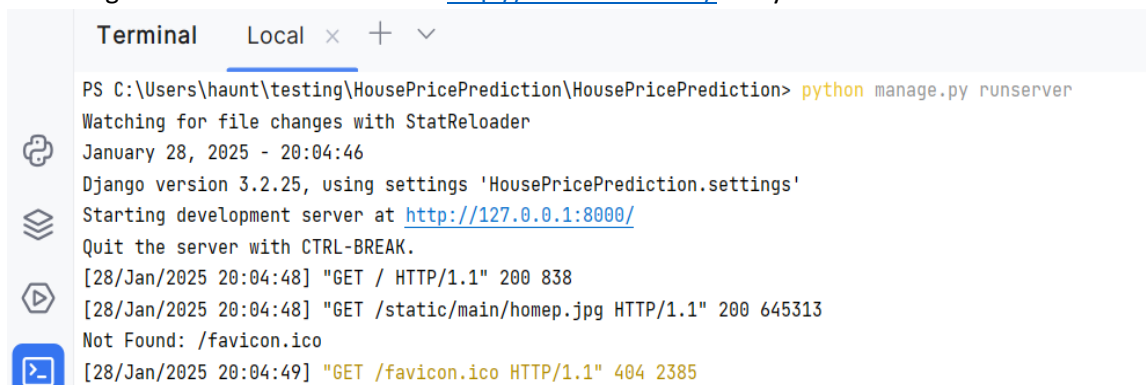 Terminal Local × + ∨
PS C:\Users\haunt\testing\HousePricePrediction\HousePricePrediction> python manage.py runserver
Watching for file changes with StatReloader
January 28, 2025 - 20:04:46
Django version 3.2.25, using settings 'HousePricePrediction.settings'
Starting development server at http://127.0.0.1:8000/
Quit the server with CTRL-BREAK.
[28/Jan/2025 20:04:48] "GET / HTTP/1.1" 200 838
[28/Jan/2025 20:04:48] "GET /static/main/homep.jpg HTTP/1.1" 200 645313
Not Found: /favicon.ico
[28/Jan/2025 20:04:49] "GET /favicon.ico HTTP/1.1" 404 2385